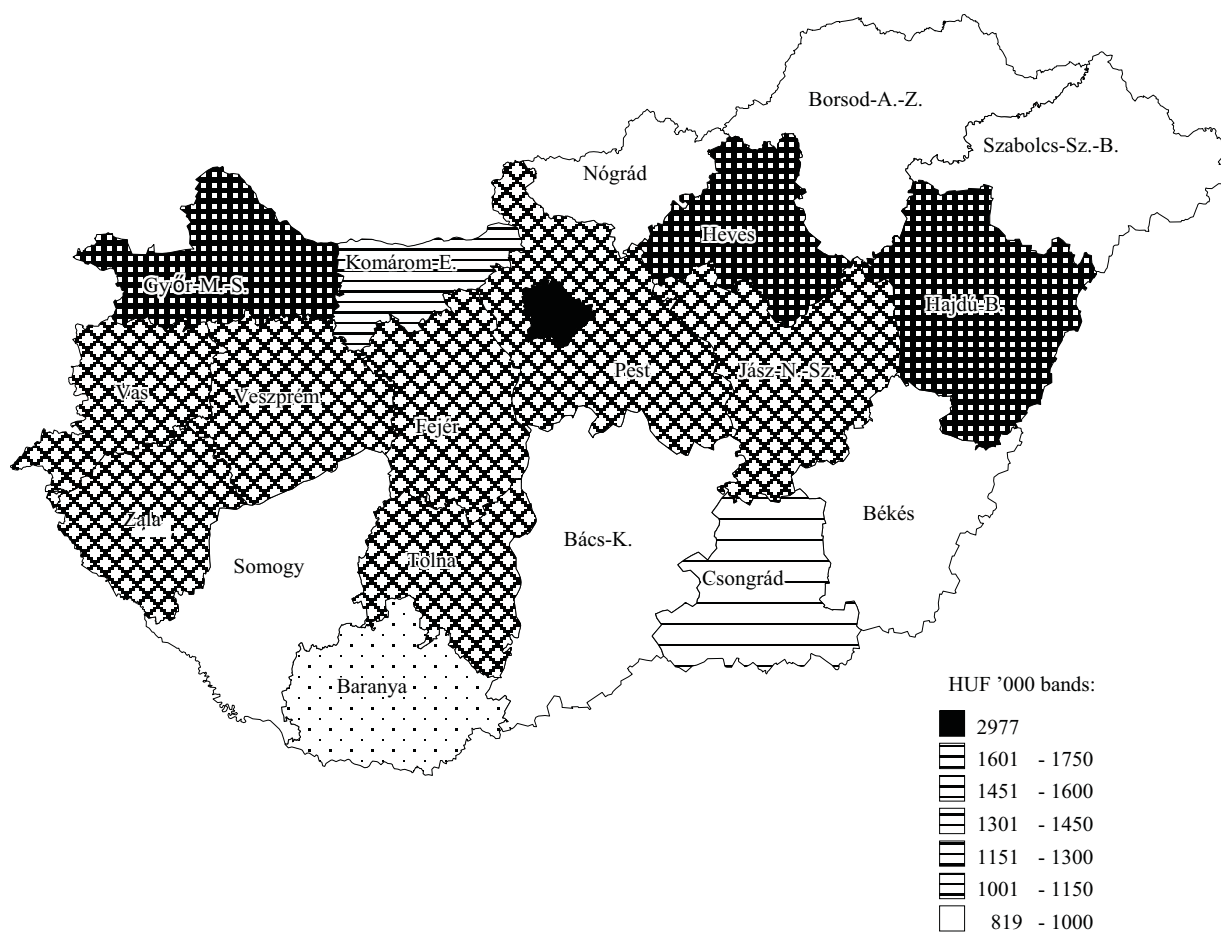 Borsod-A.-Z.
Szabolcs-Sz.-B.
Nógrád
Heves
Komárom-E.
Győr-M.-S.
Hajdú-B.
Pest
Jász-N.-Sz.
Vas
Veszprém
Fejér
Zala
Békés
Bács-K.
Tolna
Somogy
Csongrád
Baranya
HUF ’000 bands:
2977
1601 - 1750
1451 - 1600
1301 - 1450
1151 - 1300
1001 - 1150
819 - 1000